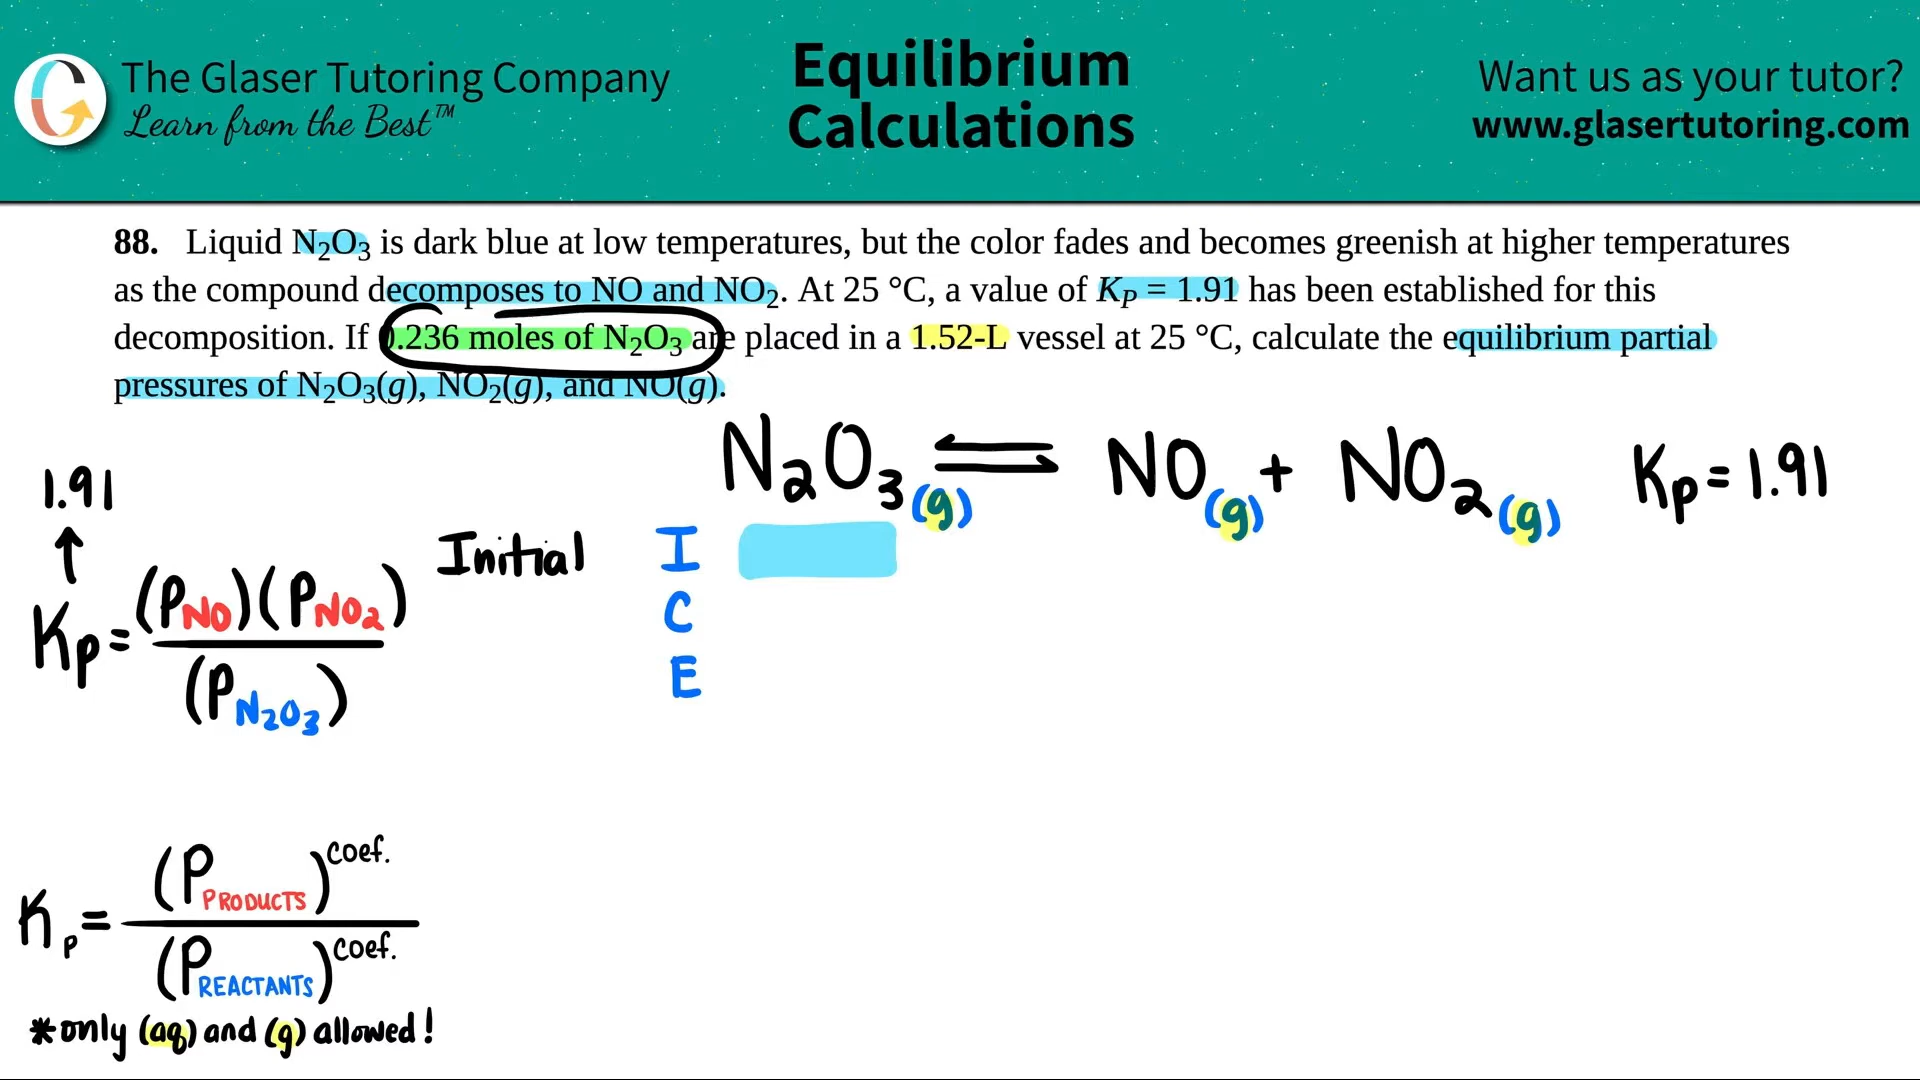 The Glaser Tutoring Company
Learn from the Best™
Equilibrium
Calculations
Want us as your tutor?
www.glasertutoring.com
88. Liquid N2O3 is dark blue at low temperatures, but the color fades and becomes greenish at higher temperatures
as the compound decomposes to NO and NO2. At 25 °C, a value of KP = 1.91 has been established for this
decomposition. If 0.236 moles of N2O3 are placed in a 1.52-L vessel at 25 °C, calculate the equilibrium partial
pressures of N2O3(g), NO2(g), and NO(g).
N2O3(g) ⇌ NO(g) + NO2(g) Kp = 1.91
1.91
↑
Kp = (PNO)(PNO2)
(PN2O3)
Initial I
C
E
Kp = (PPRODUCTS)coef.
(PREACTANTS)coef.
*only (aq) and (g) allowed!